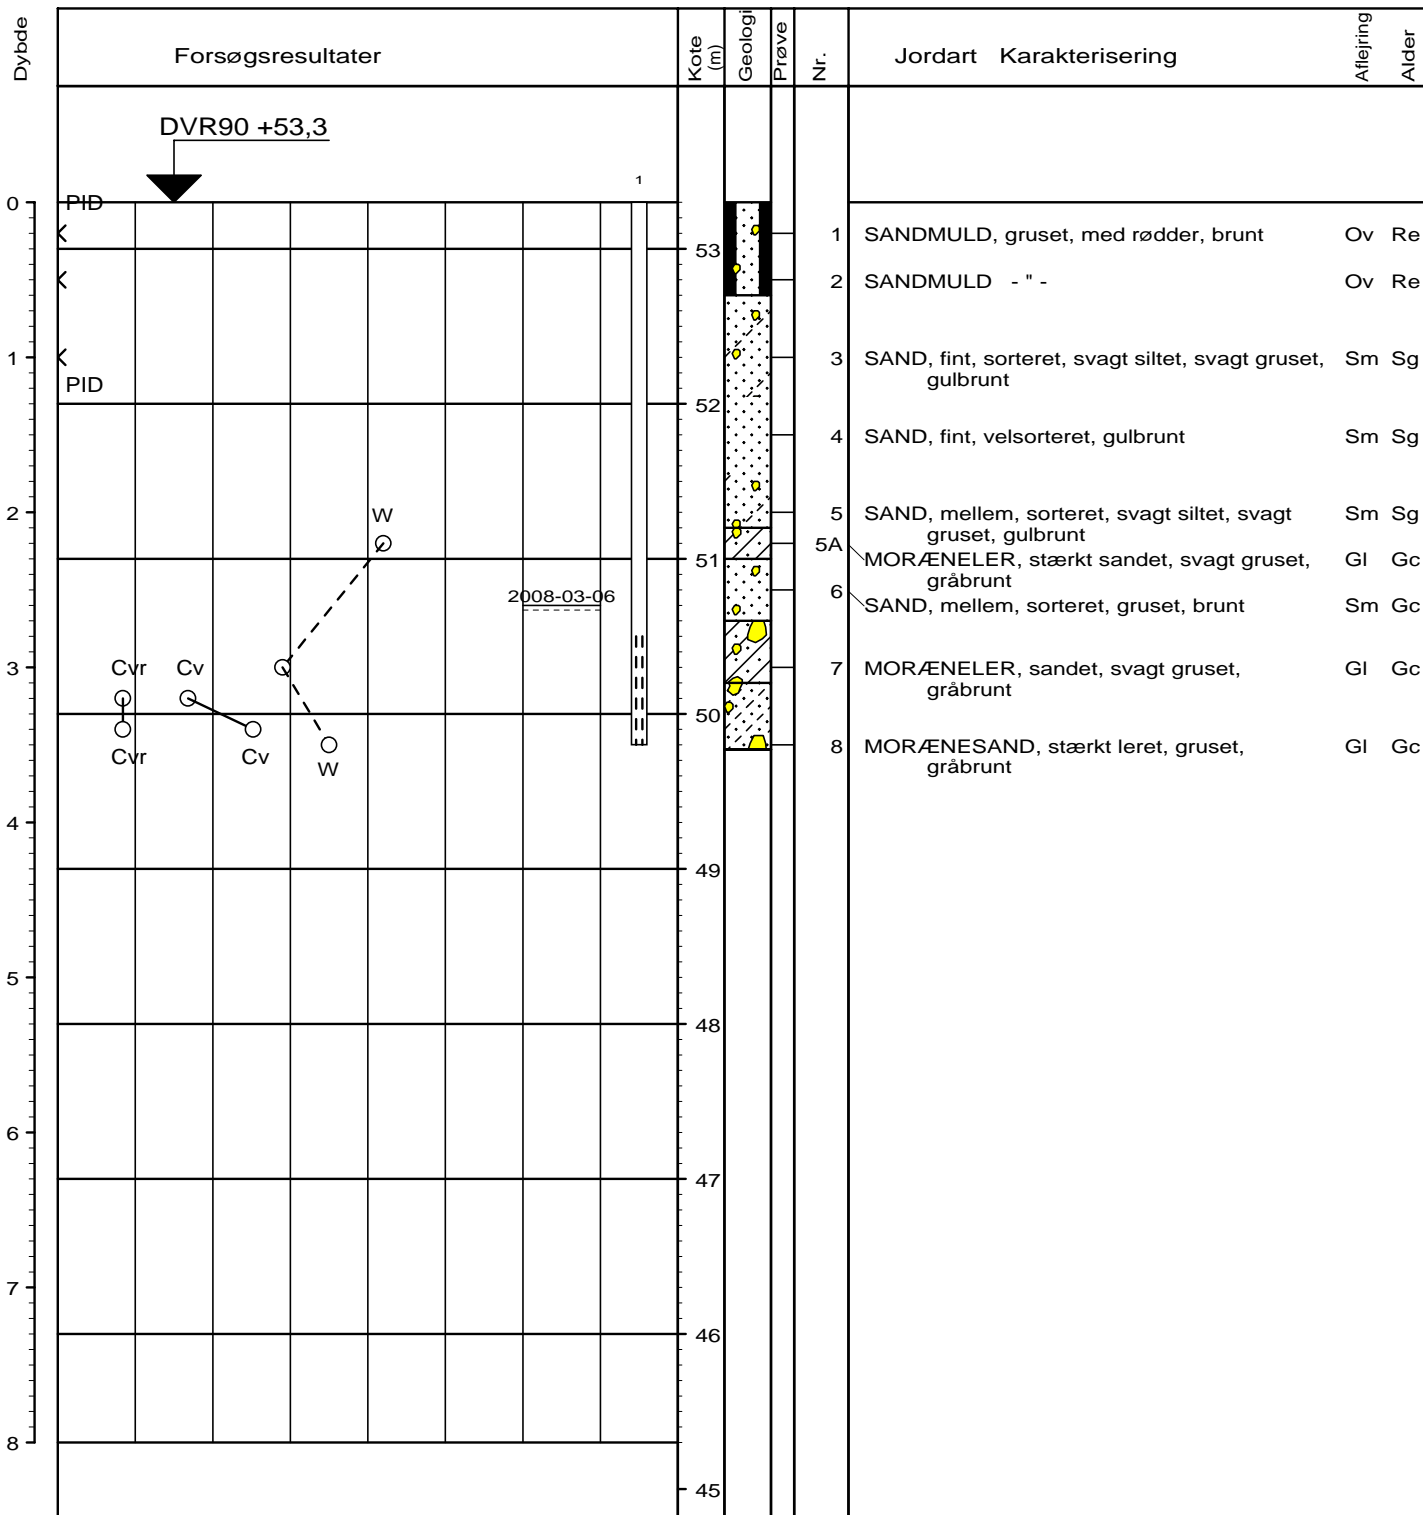 Dybde
Forsøgsresultater
Kote (m)
Geologi
Prøve
Nr.
Jordart Karakterisering
Aflejring
Alder
DVR90 +53,3
1
0
PID
53
1 SANDMULD, gruset, med rødder, brunt Ov Re
2 SANDMULD - " - Ov Re
1
PID
3 SAND, fint, sorteret, svagt siltet, svagt gruset, Sm Sg
gulbrunt
52
4 SAND, fint, velsorteret, gulbrunt Sm Sg
2
W
5 SAND, mellem, sorteret, svagt siltet, svagt Sm Sg
gruset, gulbrunt
51
5A MORÆNELER, stærkt sandet, svagt gruset, Gl Gc
gråbrunt
2008-03-06
6 SAND, mellem, sorteret, gruset, brunt Sm Gc
3
Cvr Cv
7 MORÆNELER, sandet, svagt gruset, Gl Gc
gråbrunt
50
Cvr Cv W
8 MORÆNESAND, stærkt leret, gruset, Gl Gc
gråbrunt
4
49
5
48
6
47
7
46
8
45